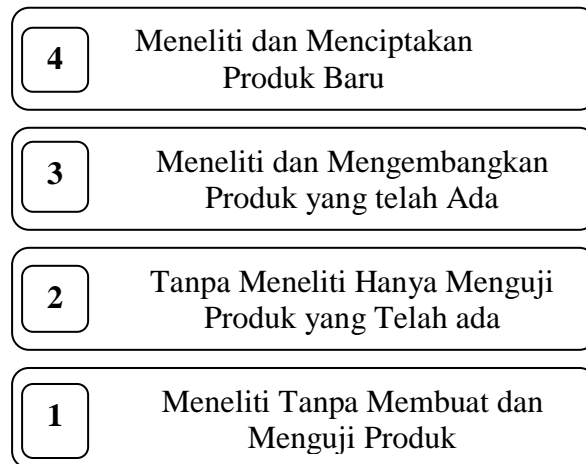 4
Meneliti dan Menciptakan
Produk Baru
3
Meneliti dan Mengembangkan
Produk yang telah Ada
2
Tanpa Meneliti Hanya Menguji
Produk yang Telah ada
1
Meneliti Tanpa Membuat dan
Menguji Produk